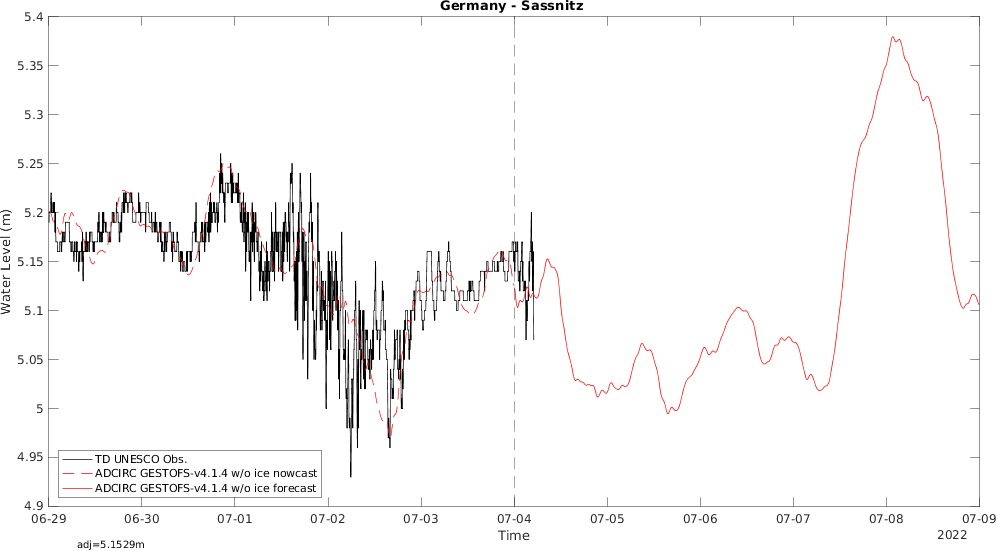 Germany - Sassnitz
5.4
5.35
5.3
5.25
5.2
5.15
5.1
5.05
5
4.95
4.9
Water Level (m)
TD UNESCO Obs.
ADCIRC GESTOFS-v4.1.4 w/o ice nowcast
ADCIRC GESTOFS-v4.1.4 w/o ice forecast
06-29 06-30 07-01 07-02 07-03 07-04 07-05 07-06 07-07 07-08 07-09
Time
2022
adj=5.1529m